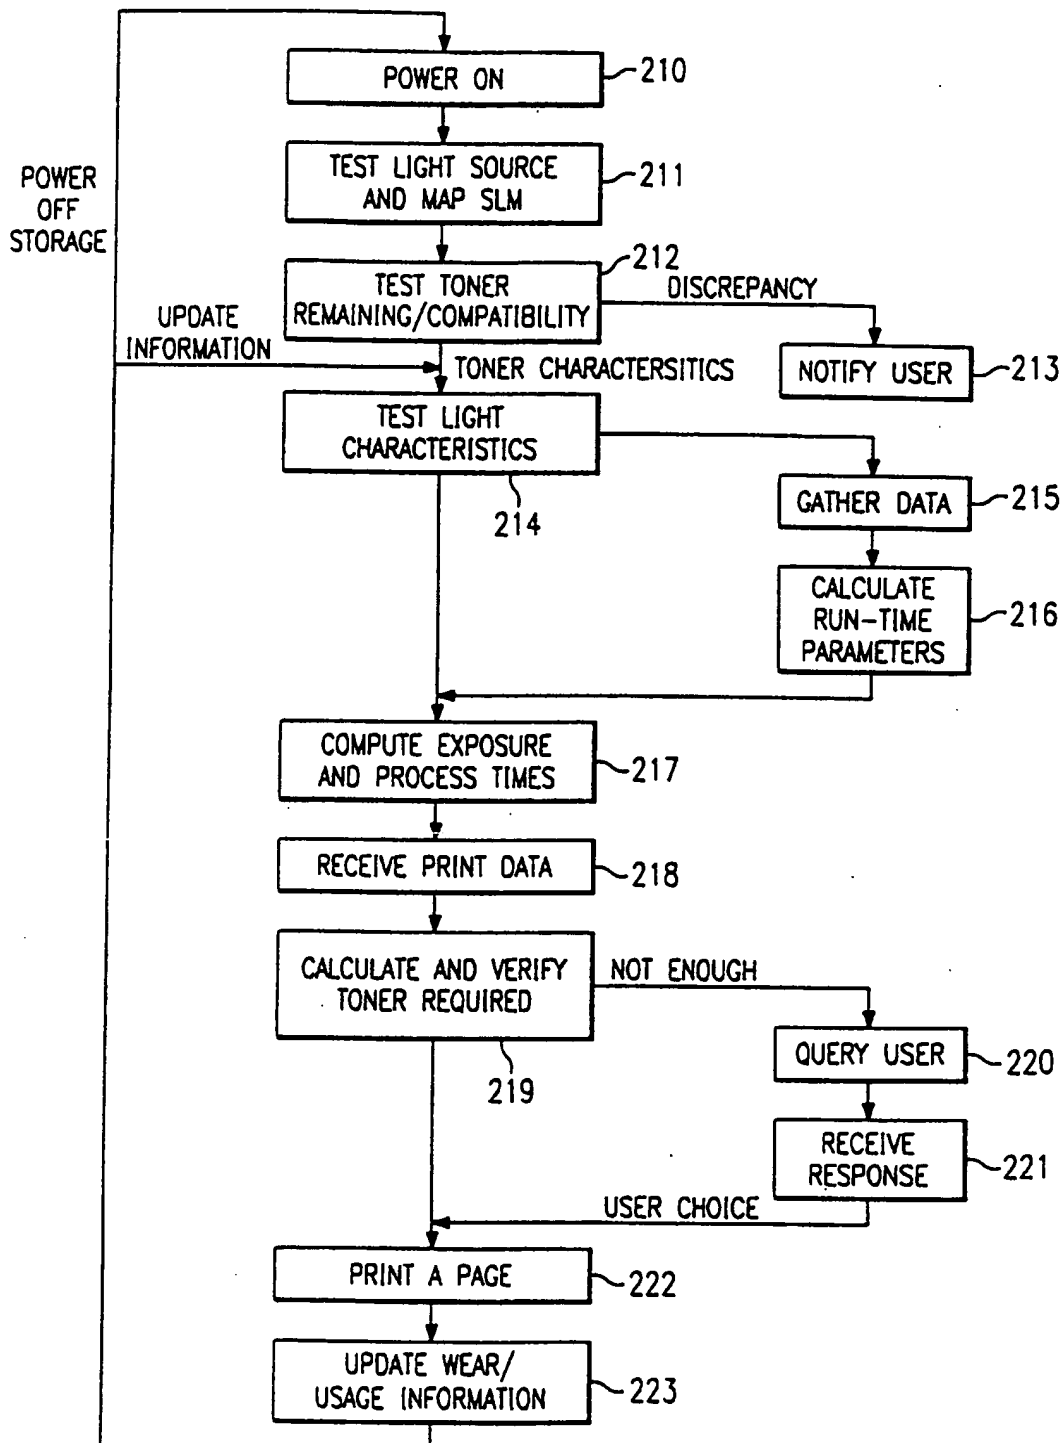 POWER ON
210
TEST LIGHT SOURCE
AND MAP SLM
211
POWER
OFF
STORAGE
212
TEST TONER
REMAINING/COMPATIBILITY
DISCREPANCY
UPDATE
INFORMATION
TONER CHARACTERSITICS
NOTIFY USER
213
TEST LIGHT
CHARACTERISTICS
214
GATHER DATA
215
CALCULATE
RUN-TIME
PARAMETERS
216
COMPUTE EXPOSURE
AND PROCESS TIMES
217
RECEIVE PRINT DATA
218
CALCULATE AND VERIFY
TONER REQUIRED
NOT ENOUGH
219
QUERY USER
220
RECEIVE
RESPONSE
221
USER CHOICE
PRINT A PAGE
222
UPDATE WEAR/
USAGE INFORMATION
223